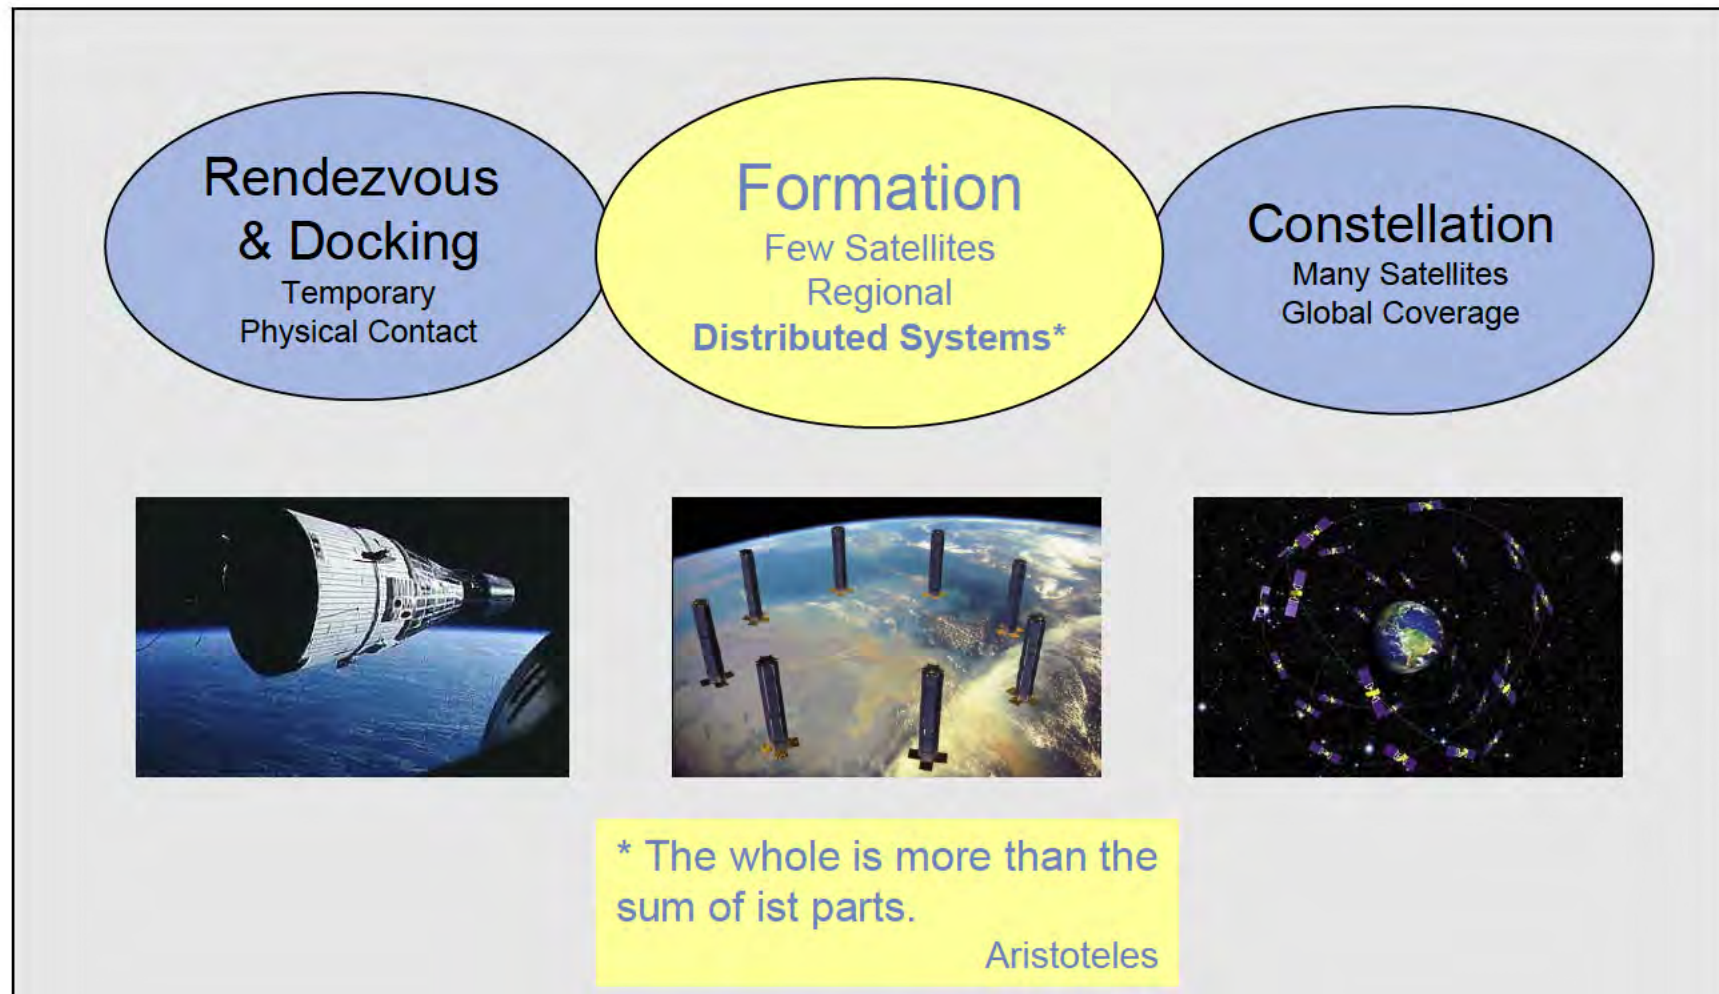 Rendezvous
& Docking
Temporary
Physical Contact
Formation
Few Satellites
Regional
Distributed Systems*
Constellation
Many Satellites
Global Coverage
* The whole is more than the
sum of ist parts.
Aristoteles